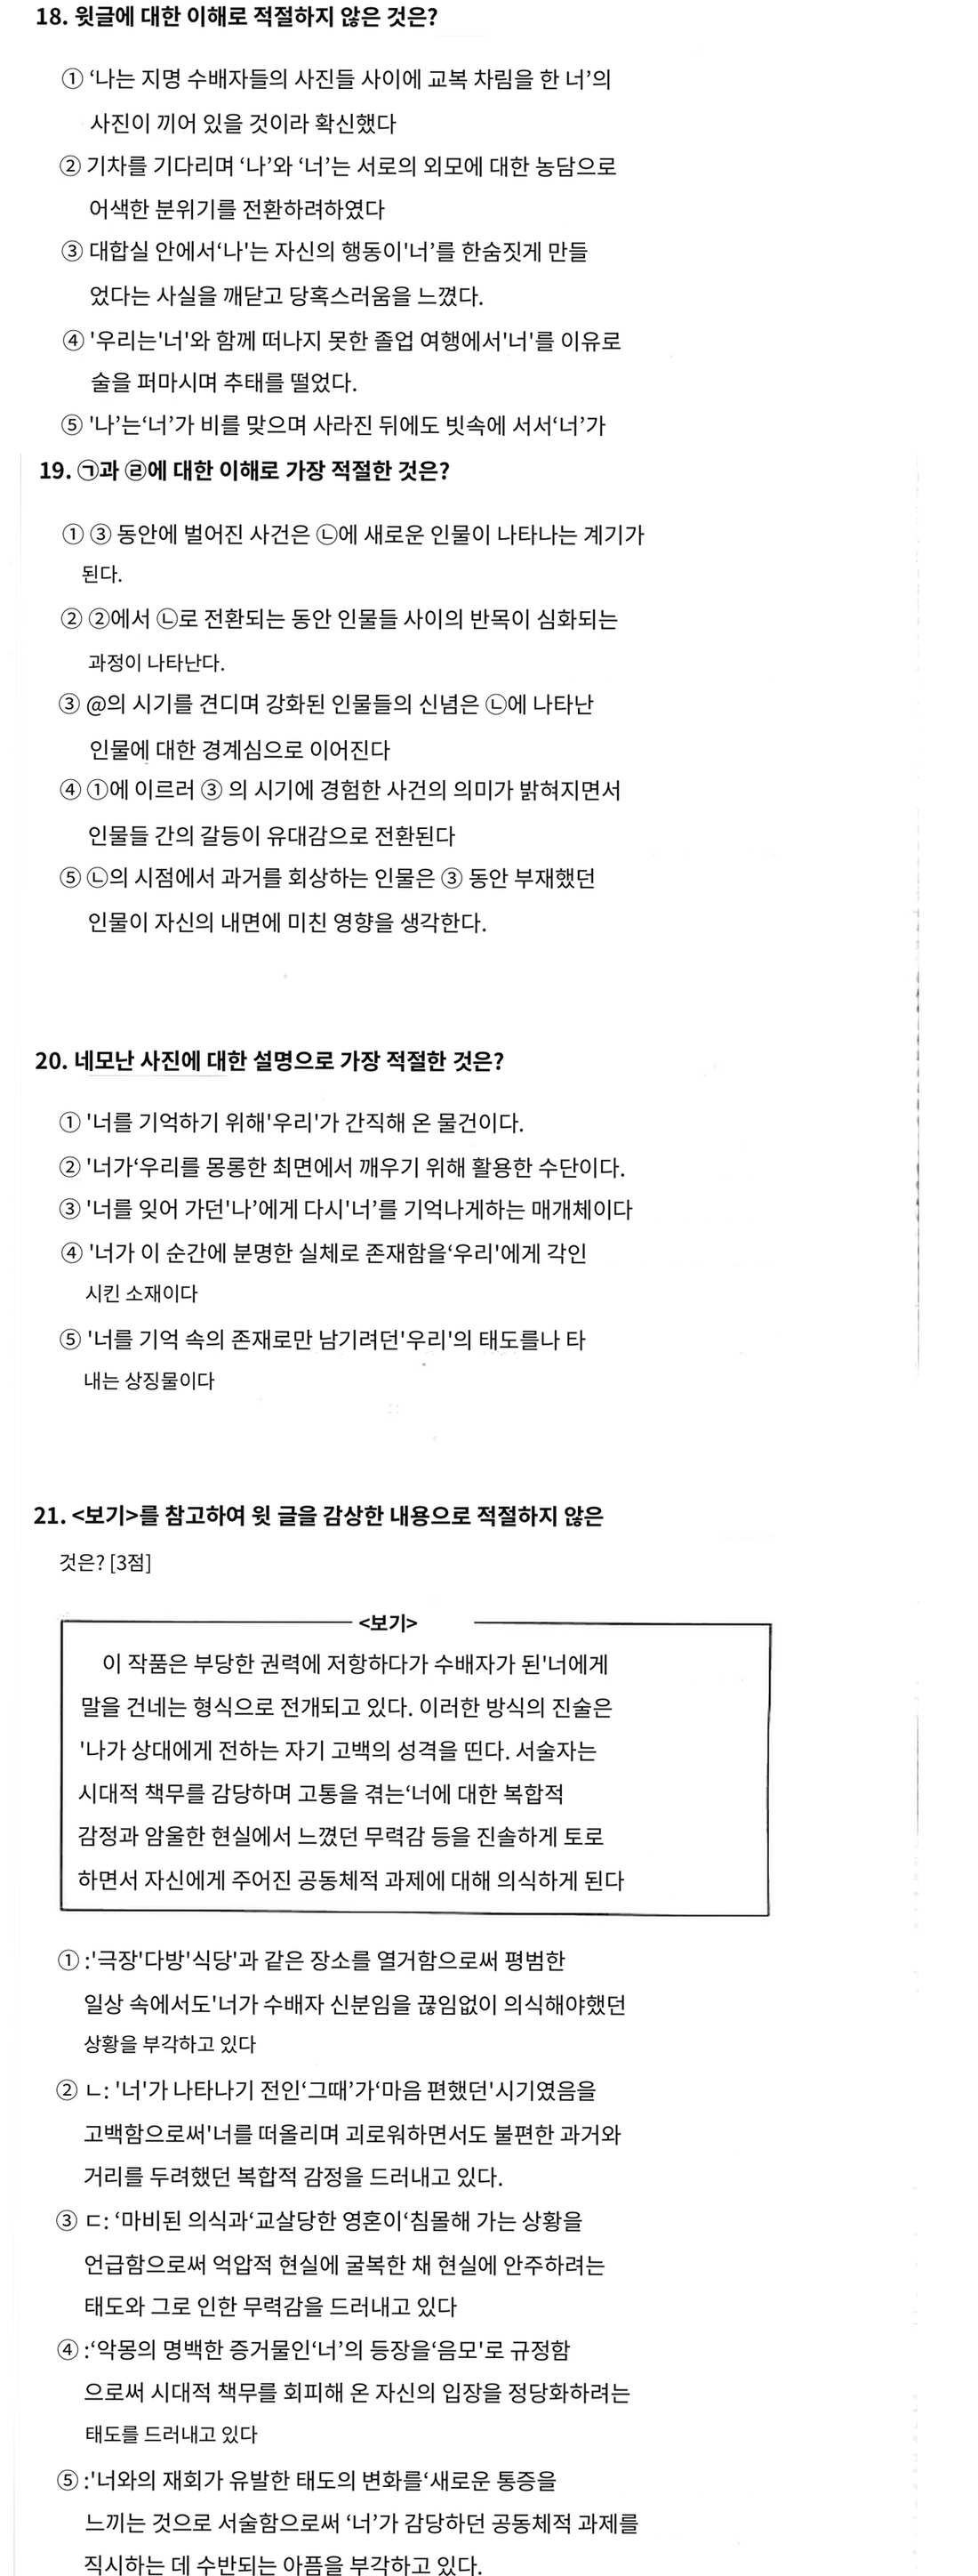 18. 윗글에 대한 이해로 적절하지 않은 것은?
① ‘나는 지명 수배자들의 사진들 사이에 교복 차림을 한 너’의
사진이 끼어 있을 것이라 확신했다
② 기차를 기다리며 ‘나’와 ‘너’는 서로의 외모에 대한 농담으로
어색한 분위기를 전환하려하였다
③ 대합실 안에서‘나'는 자신의 행동이'너’를 한숨짓게 만들
었다는 사실을 깨닫고 당혹스러움을 느꼈다.
④ '우리는'너'와 함께 떠나지 못한 졸업 여행에서'너'를 이유로
술을 퍼마시며 추태를 떨었다.
⑤ '나’는‘너’가 비를 맞으며 사라진 뒤에도 빗속에 서서‘너’가
19. ㉠과 ㉣에 대한 이해로 가장 적절한 것은?
① ③ 동안에 벌어진 사건은 ㉡에 새로운 인물이 나타나는 계기가
된다.
② ②에서 ㉡로 전환되는 동안 인물들 사이의 반목이 심화되는
과정이 나타난다.
③ @의 시기를 견디며 강화된 인물들의 신념은 ㉡에 나타난
인물에 대한 경계심으로 이어진다
④ ①에 이르러 ③ 의 시기에 경험한 사건의 의미가 밝혀지면서
인물들 간의 갈등이 유대감으로 전환된다
⑤ ㉡의 시점에서 과거를 회상하는 인물은 ③ 동안 부재했던
인물이 자신의 내면에 미친 영향을 생각한다.
20. 네모난 사진에 대한 설명으로 가장 적절한 것은?
① '너를 기억하기 위해'우리'가 간직해 온 물건이다.
② '너가‘우리를 몽롱한 최면에서 깨우기 위해 활용한 수단이다.
③ '너를 잊어 가던'나’에게 다시'너’를 기억나게하는 매개체이다
④ '너가 이 순간에 분명한 실체로 존재함을‘우리'에게 각인
시킨 소재이다
⑤ '너를 기억 속의 존재로만 남기려던'우리'의 태도를나 타
내는 상징물이다
21. <보기>를 참고하여 윗 글을 감상한 내용으로 적절하지 않은
것은? [3점]
<보기>
이 작품은 부당한 권력에 저항하다가 수배자가 된'너에게
말을 건네는 형식으로 전개되고 있다. 이러한 방식의 진술은
'나가 상대에게 전하는 자기 고백의 성격을 띤다. 서술자는
시대적 책무를 감당하며 고통을 겪는‘너에 대한 복합적
감정과 암울한 현실에서 느꼈던 무력감 등을 진솔하게 토로
하면서 자신에게 주어진 공동체적 과제에 대해 의식하게 된다
① :'극장'다방'식당'과 같은 장소를 열거함으로써 평범한
일상 속에서도'너가 수배자 신분임을 끊임없이 의식해야했던
상황을 부각하고 있다
② ㄴ: '너'가 나타나기 전인‘그때’가‘마음 편했던'시기였음을
고백함으로써'너를 떠올리며 괴로워하면서도 불편한 과거와
거리를 두려했던 복합적 감정을 드러내고 있다.
③ ㄷ: ‘마비된 의식과‘교살당한 영혼이‘침몰해 가는 상황을
언급함으로써 억압적 현실에 굴복한 채 현실에 안주하려는
태도와 그로 인한 무력감을 드러내고 있다
④ :‘악몽의 명백한 증거물인‘너’의 등장을‘음모'로 규정함
으로써 시대적 책무를 회피해 온 자신의 입장을 정당화하려는
태도를 드러내고 있다
⑤ :'너와의 재회가 유발한 태도의 변화를‘새로운 통증을
느끼는 것으로 서술함으로써 ‘너’가 감당하던 공동체적 과제를
직시하는 데 수반되는 아픔을 부각하고 있다.